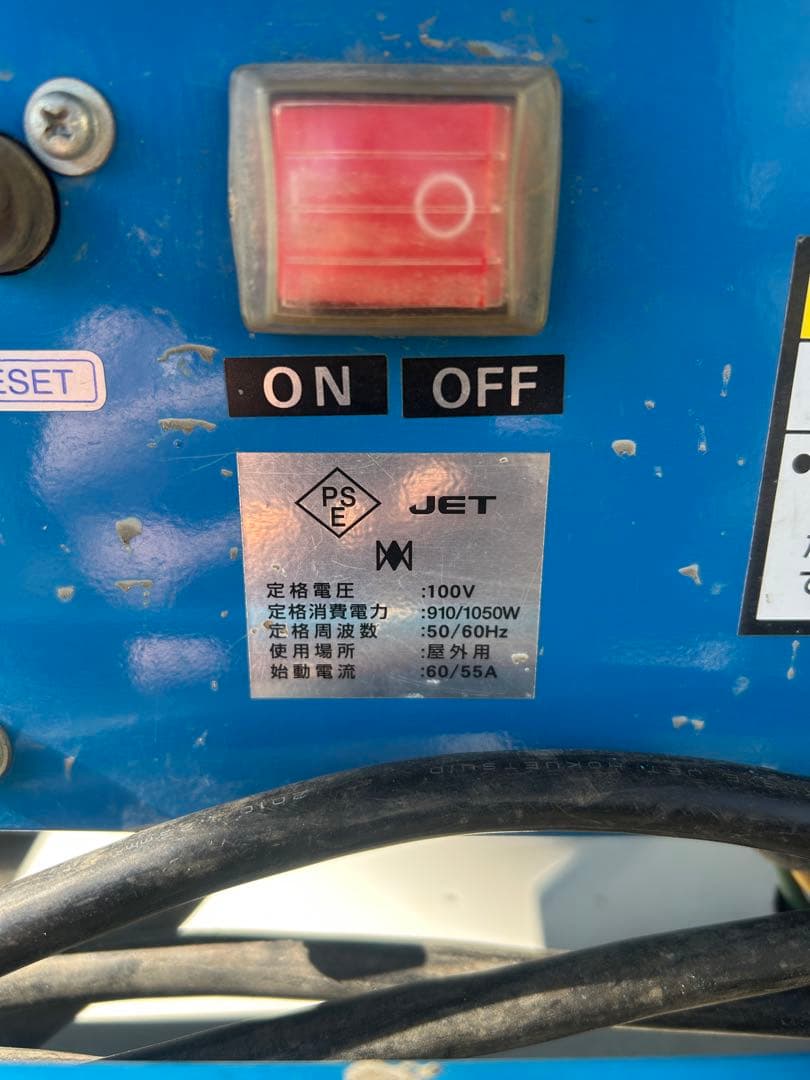 ESET
ON OFF
PSE JET
定格電圧 :100V
定格消費電力 :910/1050W
定格周波数 :50/60Hz
使用場所 :屋外用
始動電流 :60/55A